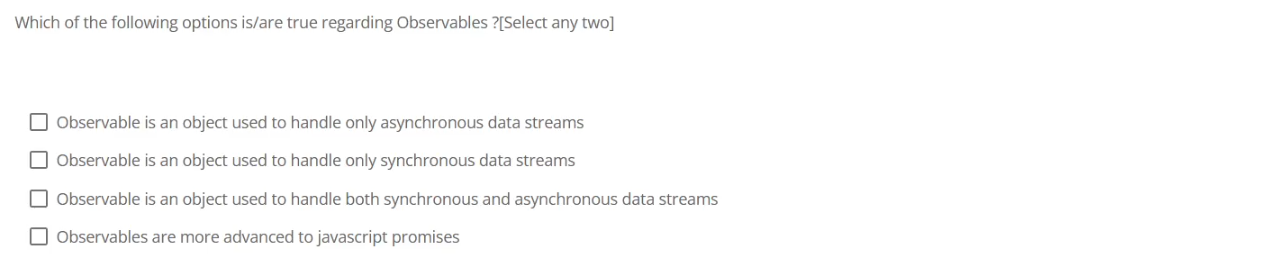 Which of the following options is/are true regarding Observables ?[Select any two]
Observable is an object used to handle only asynchronous data streams
Observable is an object used to handle only synchronous data streams
Observable is an object used to handle both synchronous and asynchronous data streams
Observables are more advanced to javascript promises